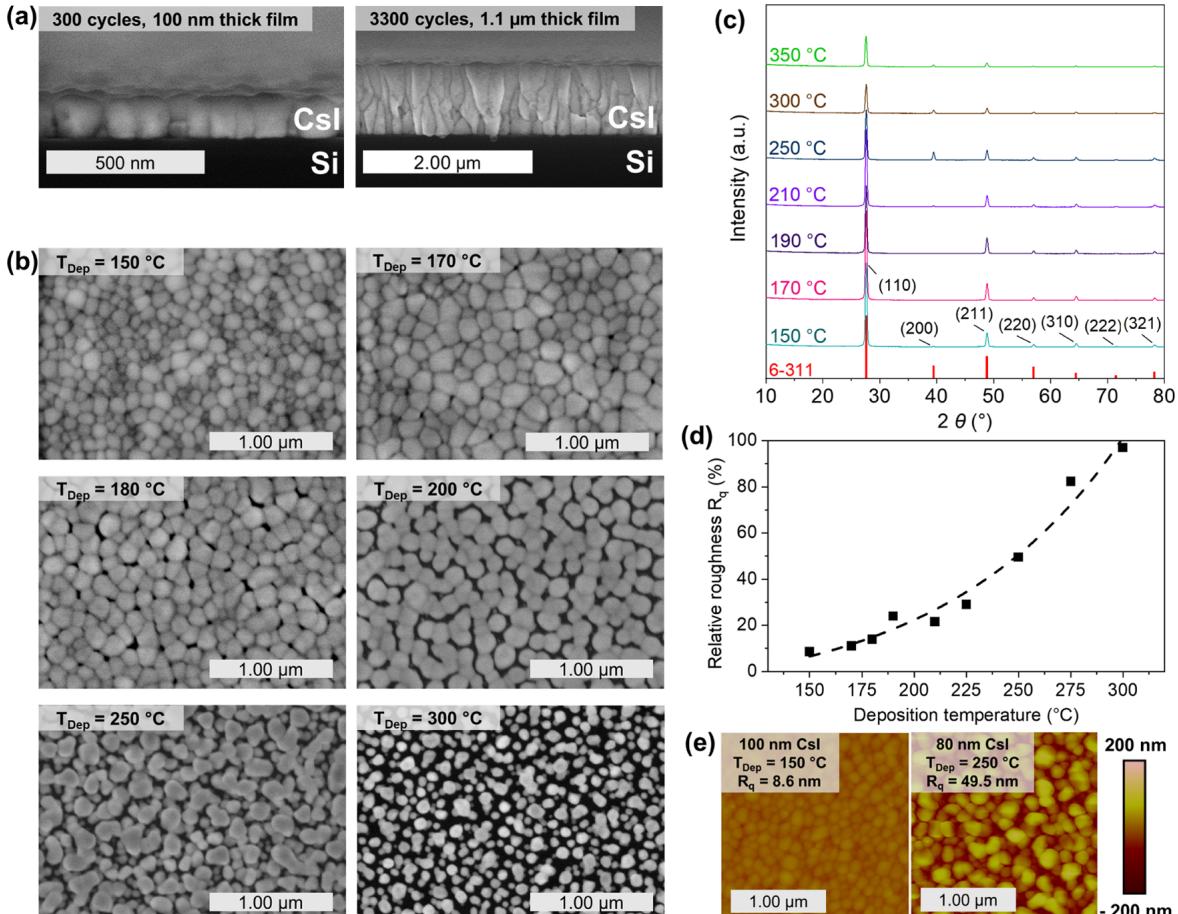 (a)
300 cycles, 100 nm thick film
CsI
500 nm
Si
3300 cycles, 1.1 µm thick film
CsI
2.00 µm
Si
(b)
T_Dep = 150 °C
1.00 µm
T_Dep = 170 °C
1.00 µm
T_Dep = 180 °C
1.00 µm
T_Dep = 200 °C
1.00 µm
T_Dep = 250 °C
1.00 µm
T_Dep = 300 °C
1.00 µm
(c)
Intensity (a.u.)
350 °C
300 °C
250 °C
210 °C
190 °C
170 °C
150 °C
6-311
(110)
(200)
(211)
(220)
(310)
(222)
(321)
10 20 30 40 50 60 70 80
2 θ (°)
(d)
Relative roughness R_q (%)
100
80
60
40
20
0
150 175 200 225 250 275 300
Deposition temperature (°C)
(e)
100 nm CsI
T_Dep = 150 °C
R_q = 8.6 nm
1.00 µm
80 nm CsI
T_Dep = 250 °C
R_q = 49.5 nm
1.00 µm
200 nm
- 200 nm